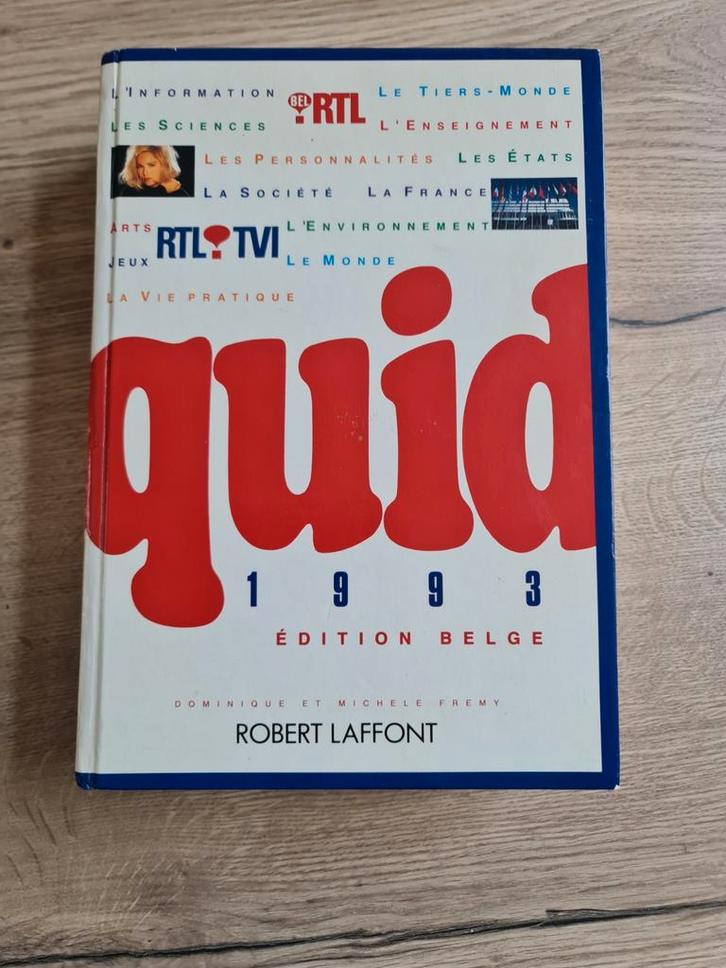 L'INFORMATION BEL RTL LE TIERS-MONDE
LES SCIENCES L'ENSEIGNEMENT
LES PERSONNALITÉS LES ÉTATS
LA SOCIÉTÉ LA FRANCE
ARTS RTL TVI L'ENVIRONNEMENT
JEUX LE MONDE
LA VIE PRATIQUE
quid
1993
ÉDITION BELGE
DOMINIQUE ET MICHÈLE FREMY
ROBERT LAFFONT